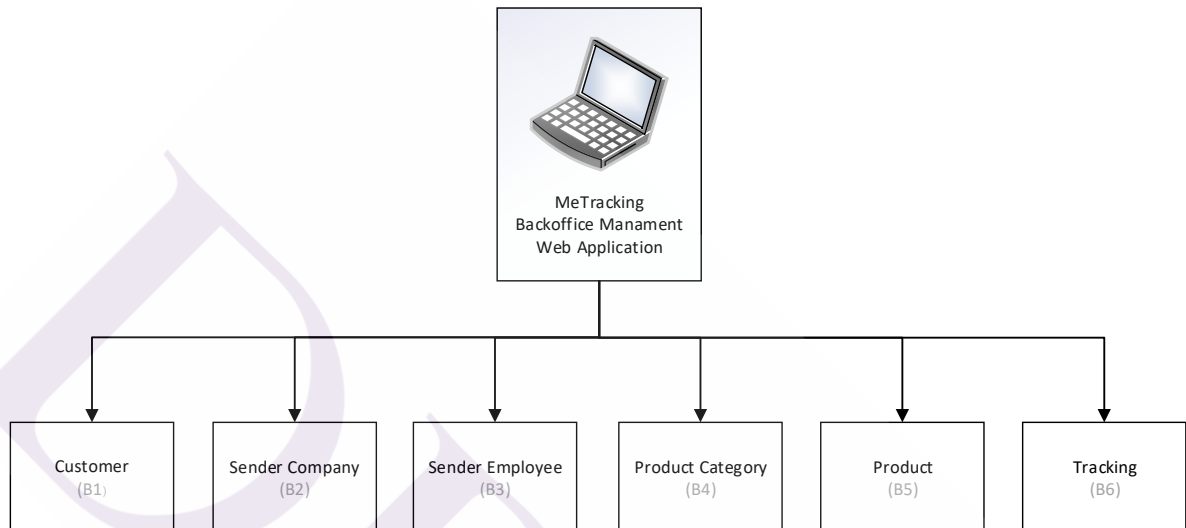 MeTracking
Backoffice Manament
Web Application
Customer
(B1)
Sender Company
(B2)
Sender Employee
(B3)
Product Category
(B4)
Product
(B5)
Tracking
(B6)